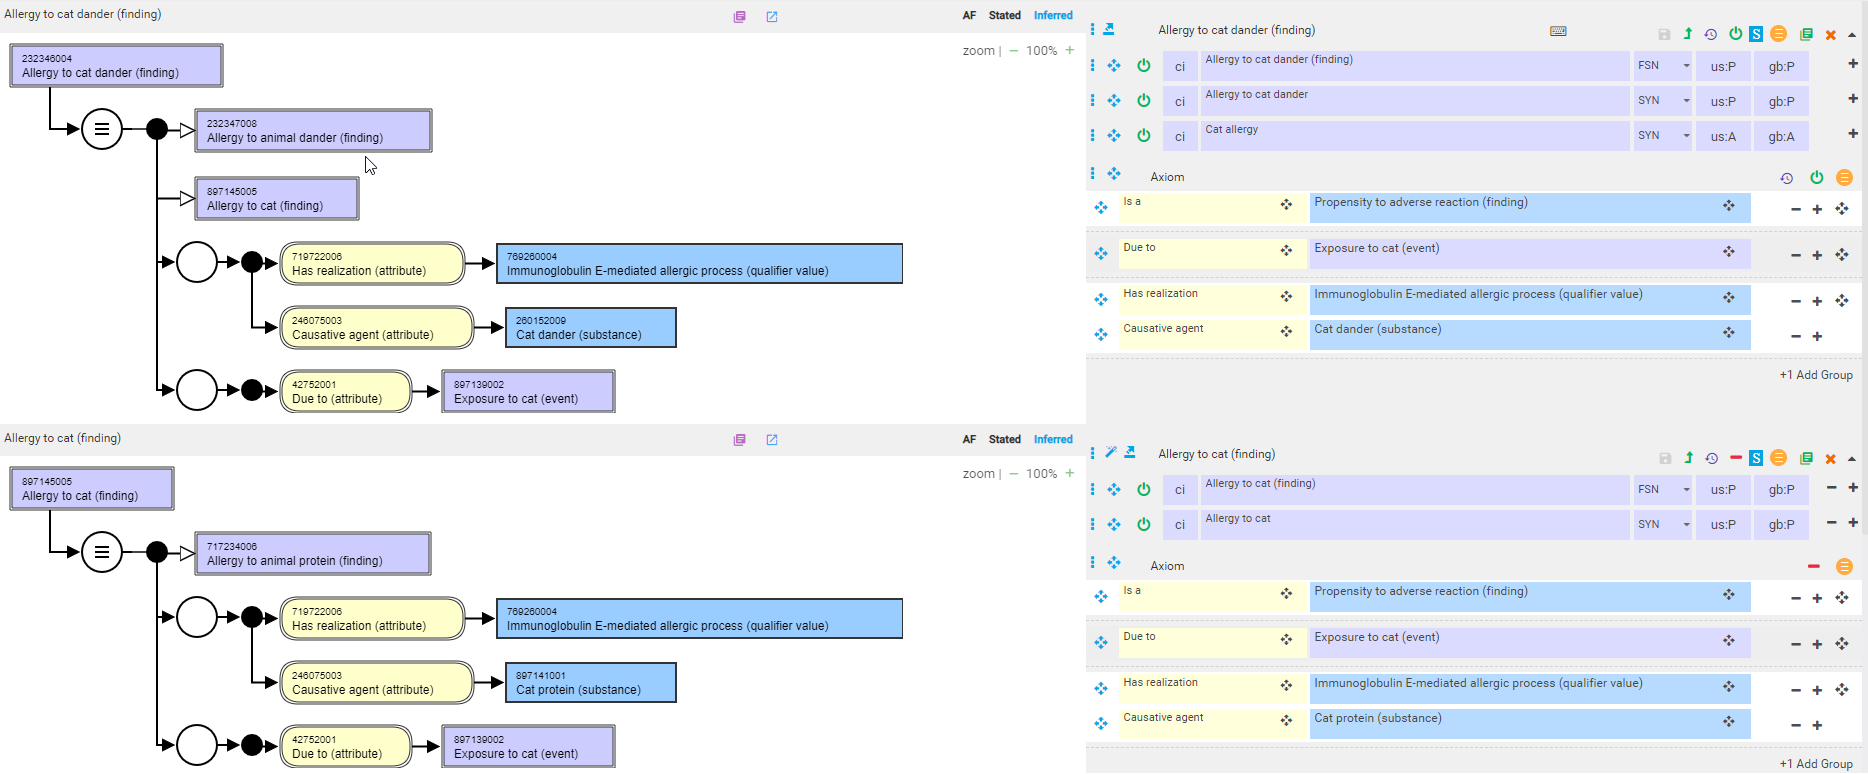 Allergy to cat dander (finding)
AF Stated Inferred
zoom | − 100% +
232346004
Allergy to cat dander (finding)
232347008
Allergy to animal dander (finding)
897145005
Allergy to cat (finding)
719722006
Has realization (attribute)
769260004
Immunoglobulin E-mediated allergic process (qualifier value)
246075003
Causative agent (attribute)
260152009
Cat dander (substance)
42752001
Due to (attribute)
897139002
Exposure to cat (event)
Allergy to cat dander (finding)
S
ci Allergy to cat dander (finding) FSN us:P gb:P +
ci Allergy to cat dander SYN us:P gb:P +
ci Cat allergy SYN us:A gb:A +
Axiom
Is a Propensity to adverse reaction (finding) − +
Due to Exposure to cat (event) − +
Has realization Immunoglobulin E-mediated allergic process (qualifier value) − +
Causative agent Cat dander (substance) − +
+1 Add Group
Allergy to cat (finding)
AF Stated Inferred
zoom | − 100% +
897145005
Allergy to cat (finding)
717234006
Allergy to animal protein (finding)
719722006
Has realization (attribute)
769260004
Immunoglobulin E-mediated allergic process (qualifier value)
246075003
Causative agent (attribute)
897141001
Cat protein (substance)
42752001
Due to (attribute)
897139002
Exposure to cat (event)
Allergy to cat (finding)
S
ci Allergy to cat (finding) FSN us:P gb:P − +
ci Allergy to cat SYN us:P gb:P − +
Axiom
Is a Propensity to adverse reaction (finding) − +
Due to Exposure to cat (event) − +
Has realization Immunoglobulin E-mediated allergic process (qualifier value) − +
Causative agent Cat protein (substance) − +
+1 Add Group